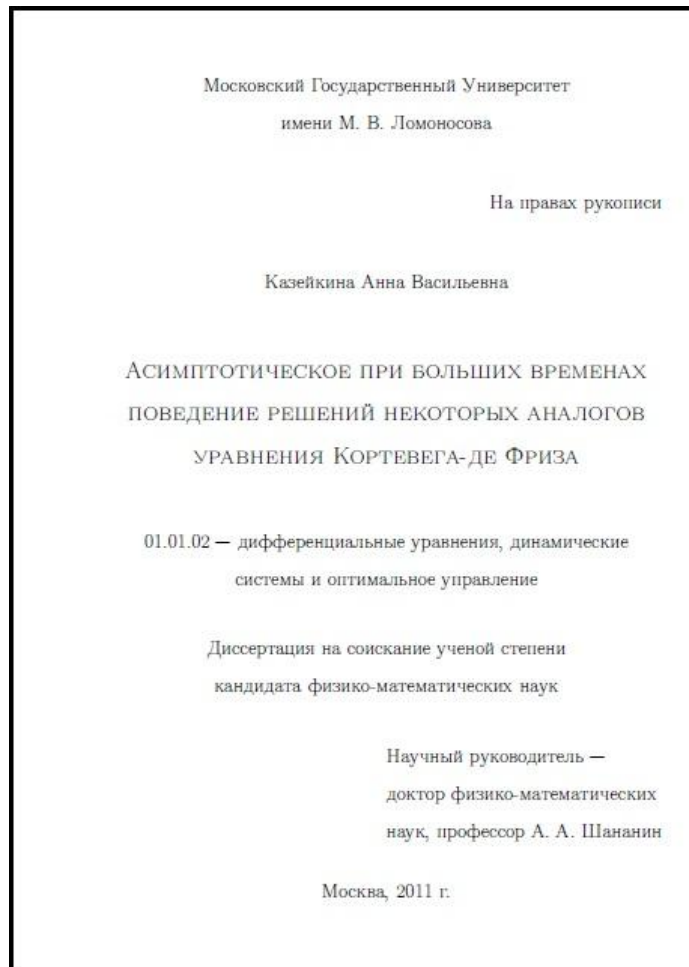 Московский Государственный Университет
имени М. В. Ломоносова
На правах рукописи
Казейкина Анна Васильевна
Асимптотическое при больших временах
поведение решений некоторых аналогов
уравнения Кортевега-де Фриза
01.01.02 — дифференциальные уравнения, динамические
системы и оптимальное управление
Диссертация на соискание ученой степени
кандидата физико-математических наук
Научный руководитель —
доктор физико-математических
наук, профессор А. А. Шананин
Москва, 2011 г.